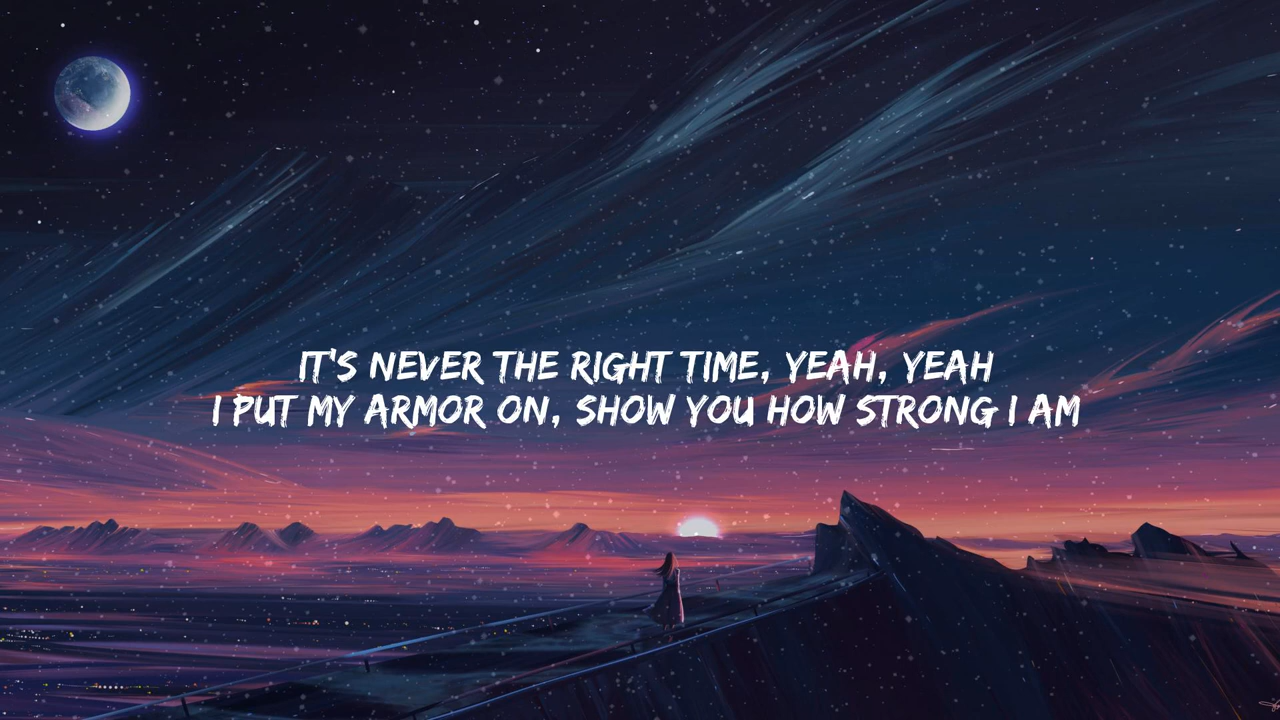 IT'S NEVER THE RIGHT TIME, YEAH, YEAH
I PUT MY ARMOR ON, SHOW YOU HOW STRONG I AM